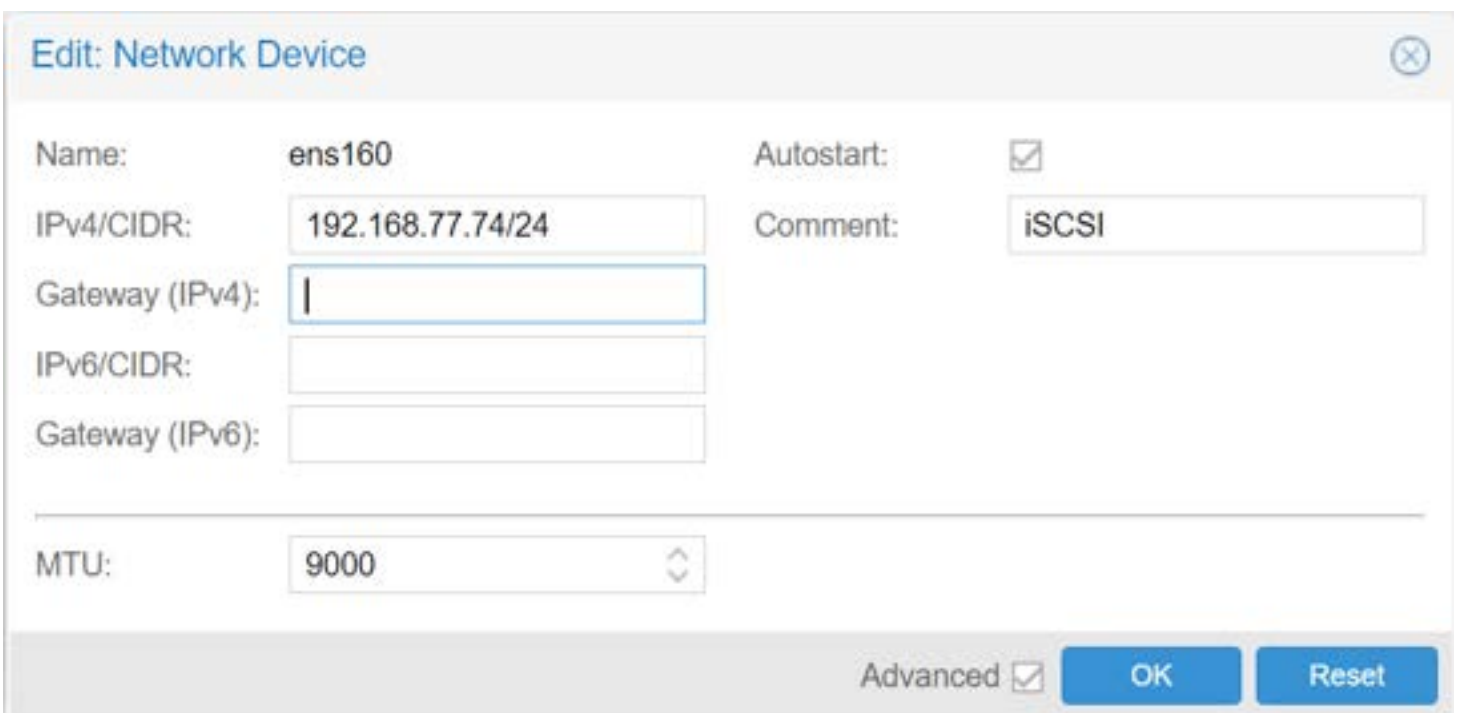 Edit: Network Device
Name: ens160 Autostart:
IPv4/CIDR: 192.168.77.74/24 Comment: iSCSI
Gateway (IPv4):
IPv6/CIDR:
Gateway (IPv6):
MTU: 9000
Advanced OK Reset